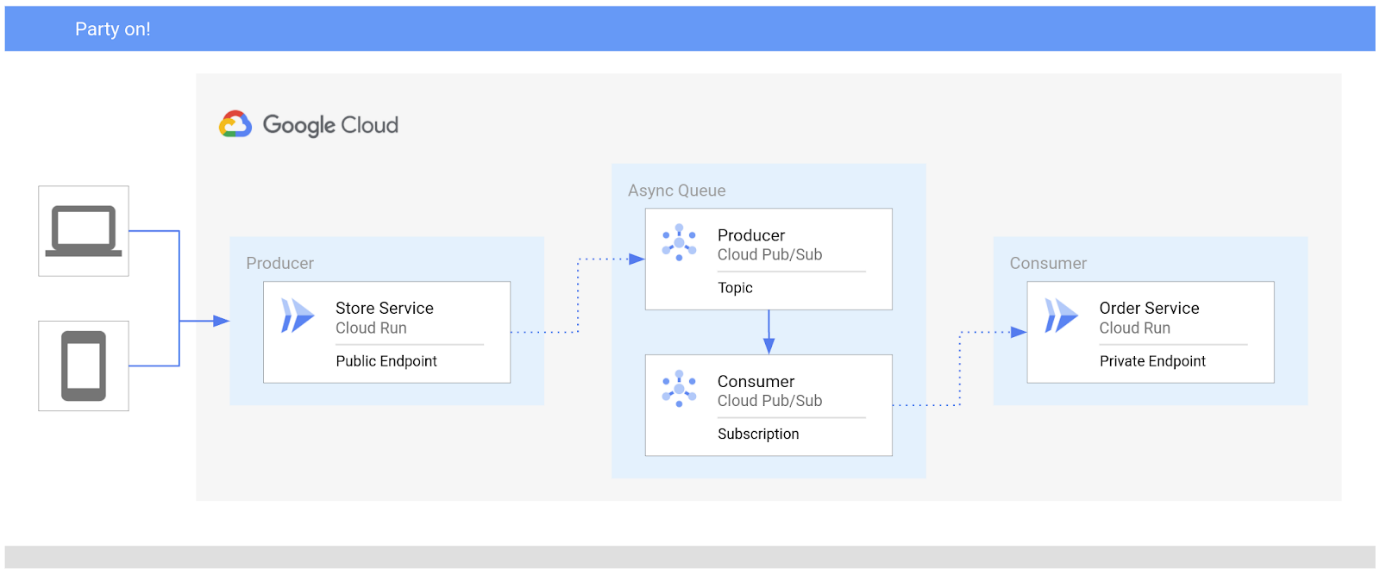 Party on!
Google Cloud
Async Queue
Producer
Cloud Pub/Sub
Topic
Producer
Store Service
Cloud Run
Public Endpoint
Consumer
Cloud Pub/Sub
Subscription
Consumer
Order Service
Cloud Run
Private Endpoint